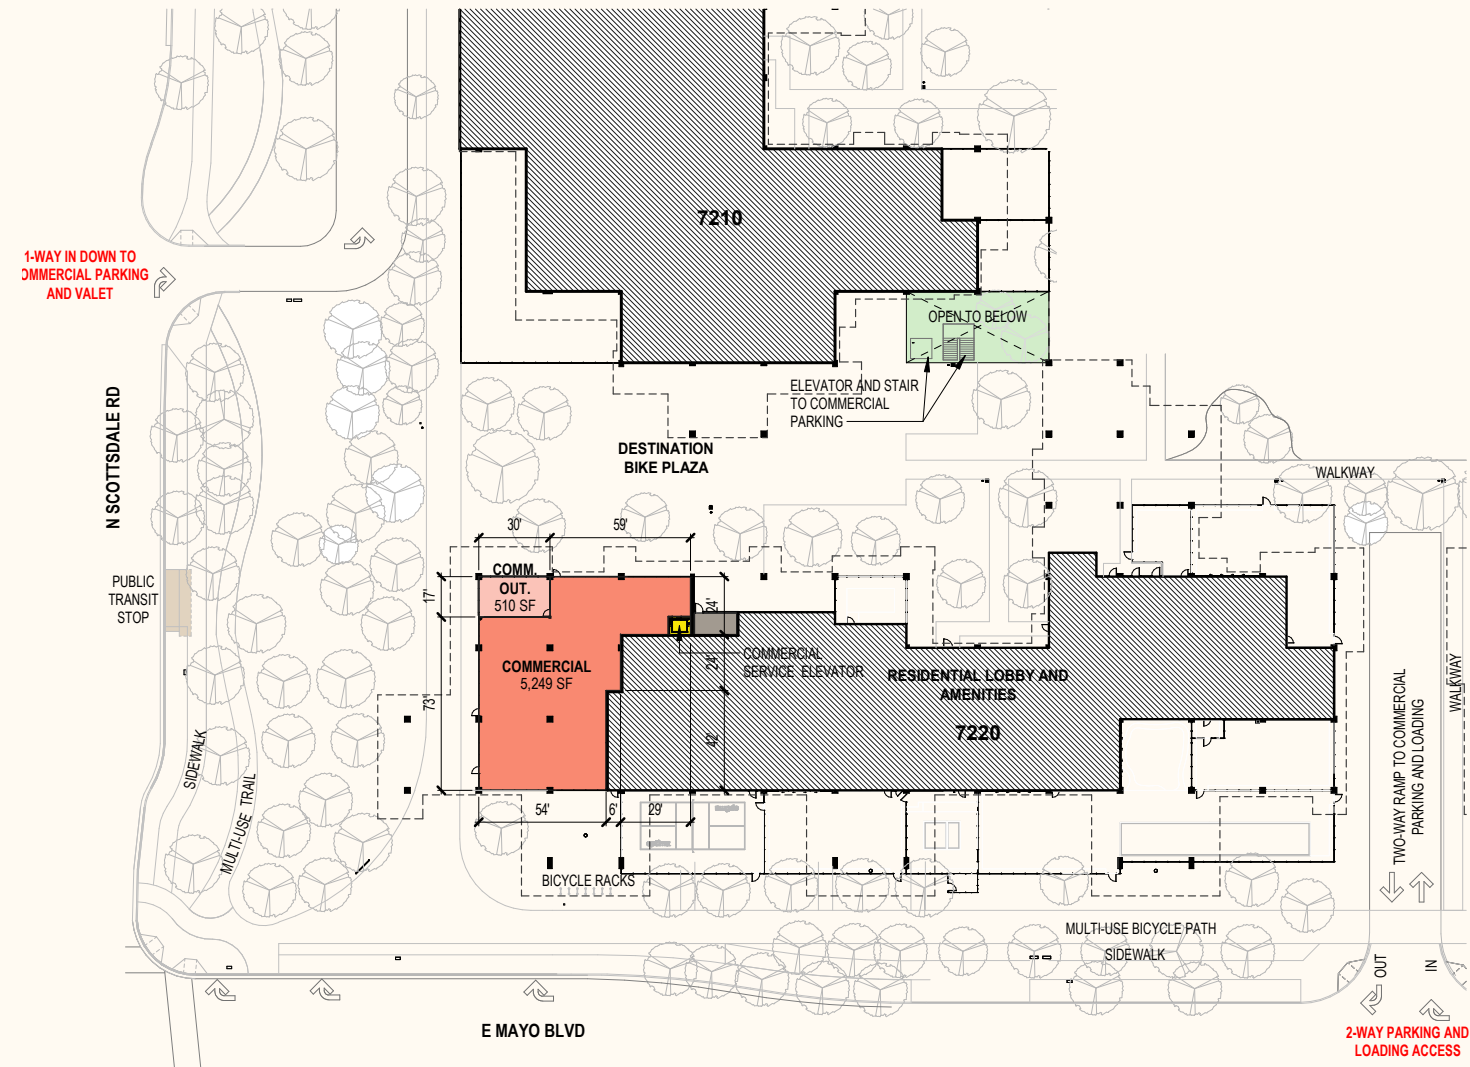 7210
1-WAY IN DOWN TO
OMMERCIAL PARKING
AND VALET
OPEN TO BELOW
ELEVATOR AND STAIR
TO COMMERCIAL
PARKING
N SCOTTSDALE RD
DESTINATION
BIKE PLAZA
WALKWAY
30'
59'
PUBLIC
TRANSIT
STOP
COMM.
OUT.
510 SF
17'
24'
COMMERCIAL
5,249 SF
73'
24'
42'
COMMERCIAL
SERVICE ELEVATOR
RESIDENTIAL LOBBY AND
AMENITIES
7220
WALKWAY
TWO-WAY RAMP TO COMMERCIAL
PARKING AND LOADING
SIDEWALK
MULTI-USE TRAIL
54'
6'
29'
BICYCLE RACKS
MULTI-USE BICYCLE PATH
SIDEWALK
OUT
IN
E MAYO BLVD
2-WAY PARKING AND
LOADING ACCESS